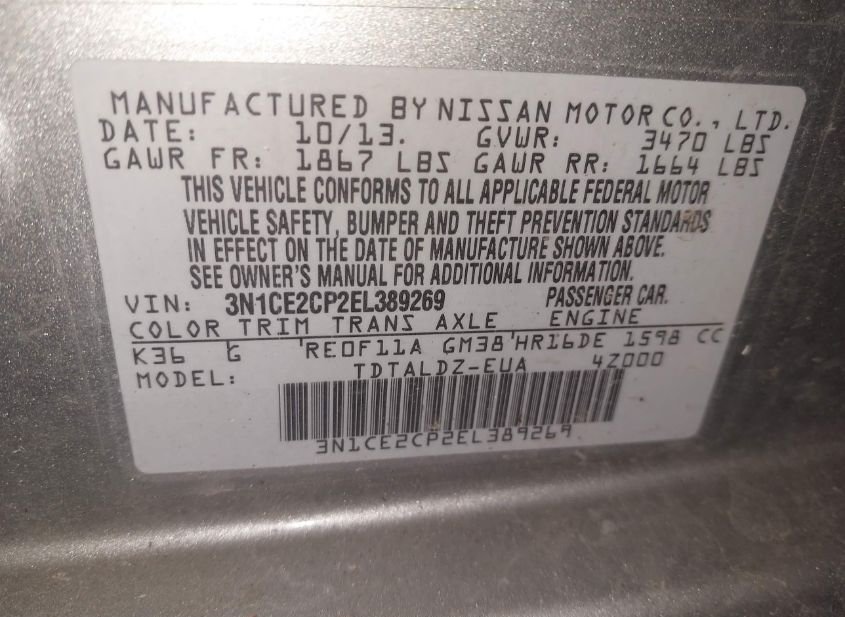 MANUFACTURED BY NISSAN MOTOR CO., LTD.
DATE: 10/13. GVWR: 3470 LBS
GAWR FR: 1867 LBS GAWR RR: 1664 LBS
THIS VEHICLE CONFORMS TO ALL APPLICABLE FEDERAL MOTOR
VEHICLE SAFETY, BUMPER AND THEFT PREVENTION STANDARDS
IN EFFECT ON THE DATE OF MANUFACTURE SHOWN ABOVE.
SEE OWNER'S MANUAL FOR ADDITIONAL INFORMATION.
VIN: 3N1CE2CP2EL389269 PASSENGER CAR.
COLOR TRIM TRANS AXLE ENGINE
K36 G 'RE0F11A GM38'HR16DE 1598 CC
MODEL: TDTALDZ-EUA 4Z000
3N1CE2CP2EL389269